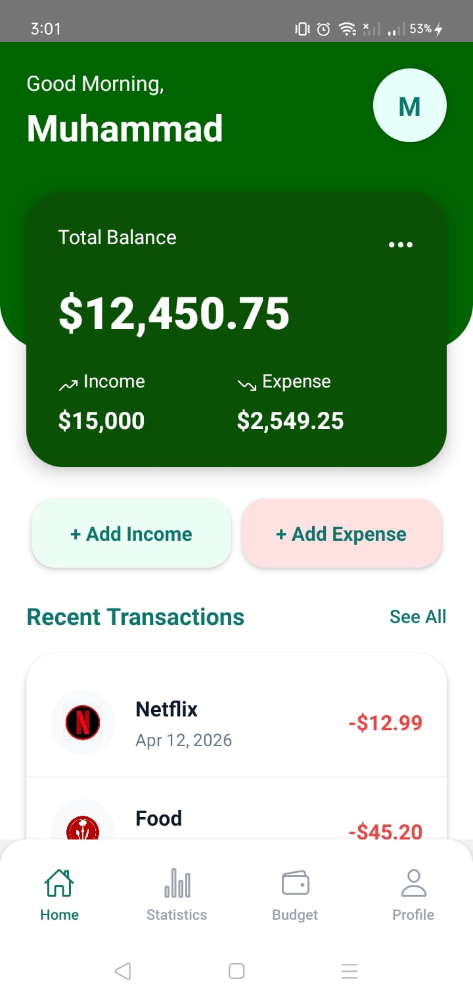 3:01
53%
Good Morning,
Muhammad
M
Total Balance
$12,450.75
Income
Expense
$15,000
$2,549.25
+ Add Income
+ Add Expense
Recent Transactions
See All
N
Netflix
Apr 12, 2026
-$12.99
Food
-$45.20
Home
Statistics
Budget
Profile